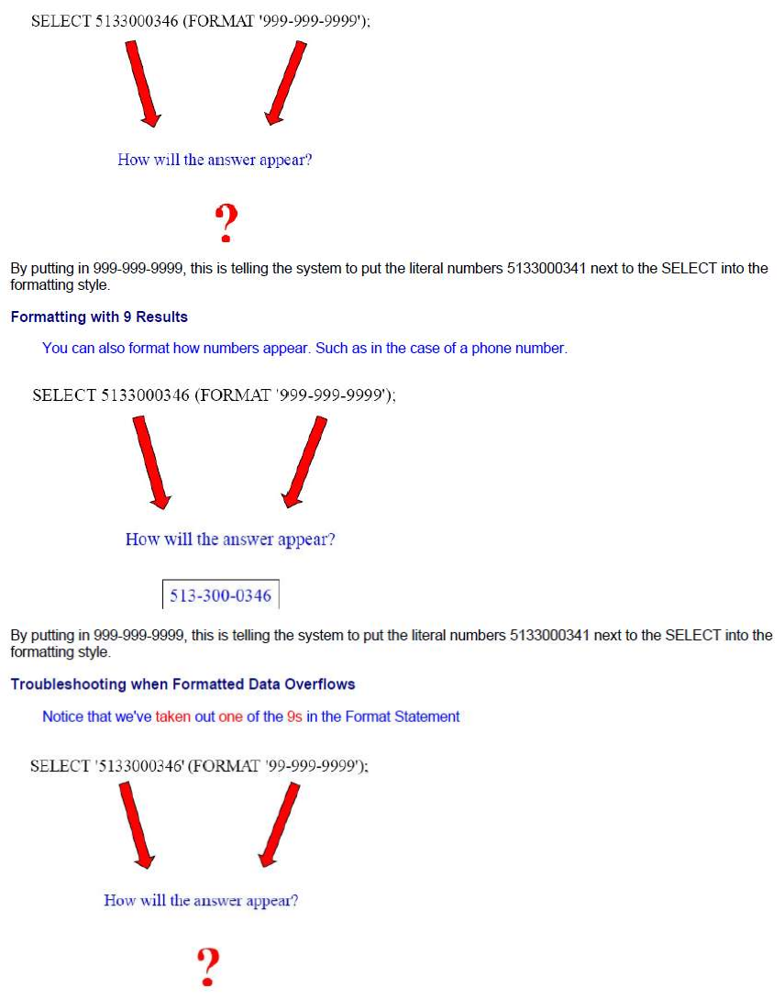 SELECT 5133000346 (FORMAT '999-999-9999');
How will the answer appear?
?
By putting in 999-999-9999, this is telling the system to put the literal numbers 5133000341 next to the SELECT into the
formatting style.
Formatting with 9 Results
You can also format how numbers appear. Such as in the case of a phone number.
SELECT 5133000346 (FORMAT '999-999-9999');
How will the answer appear?
513-300-0346
By putting in 999-999-9999, this is telling the system to put the literal numbers 5133000341 next to the SELECT into the
formatting style.
Troubleshooting when Formatted Data Overflows
Notice that we've taken out one of the 9s in the Format Statement
SELECT '5133000346' (FORMAT '99-999-9999');
How will the answer appear?
?